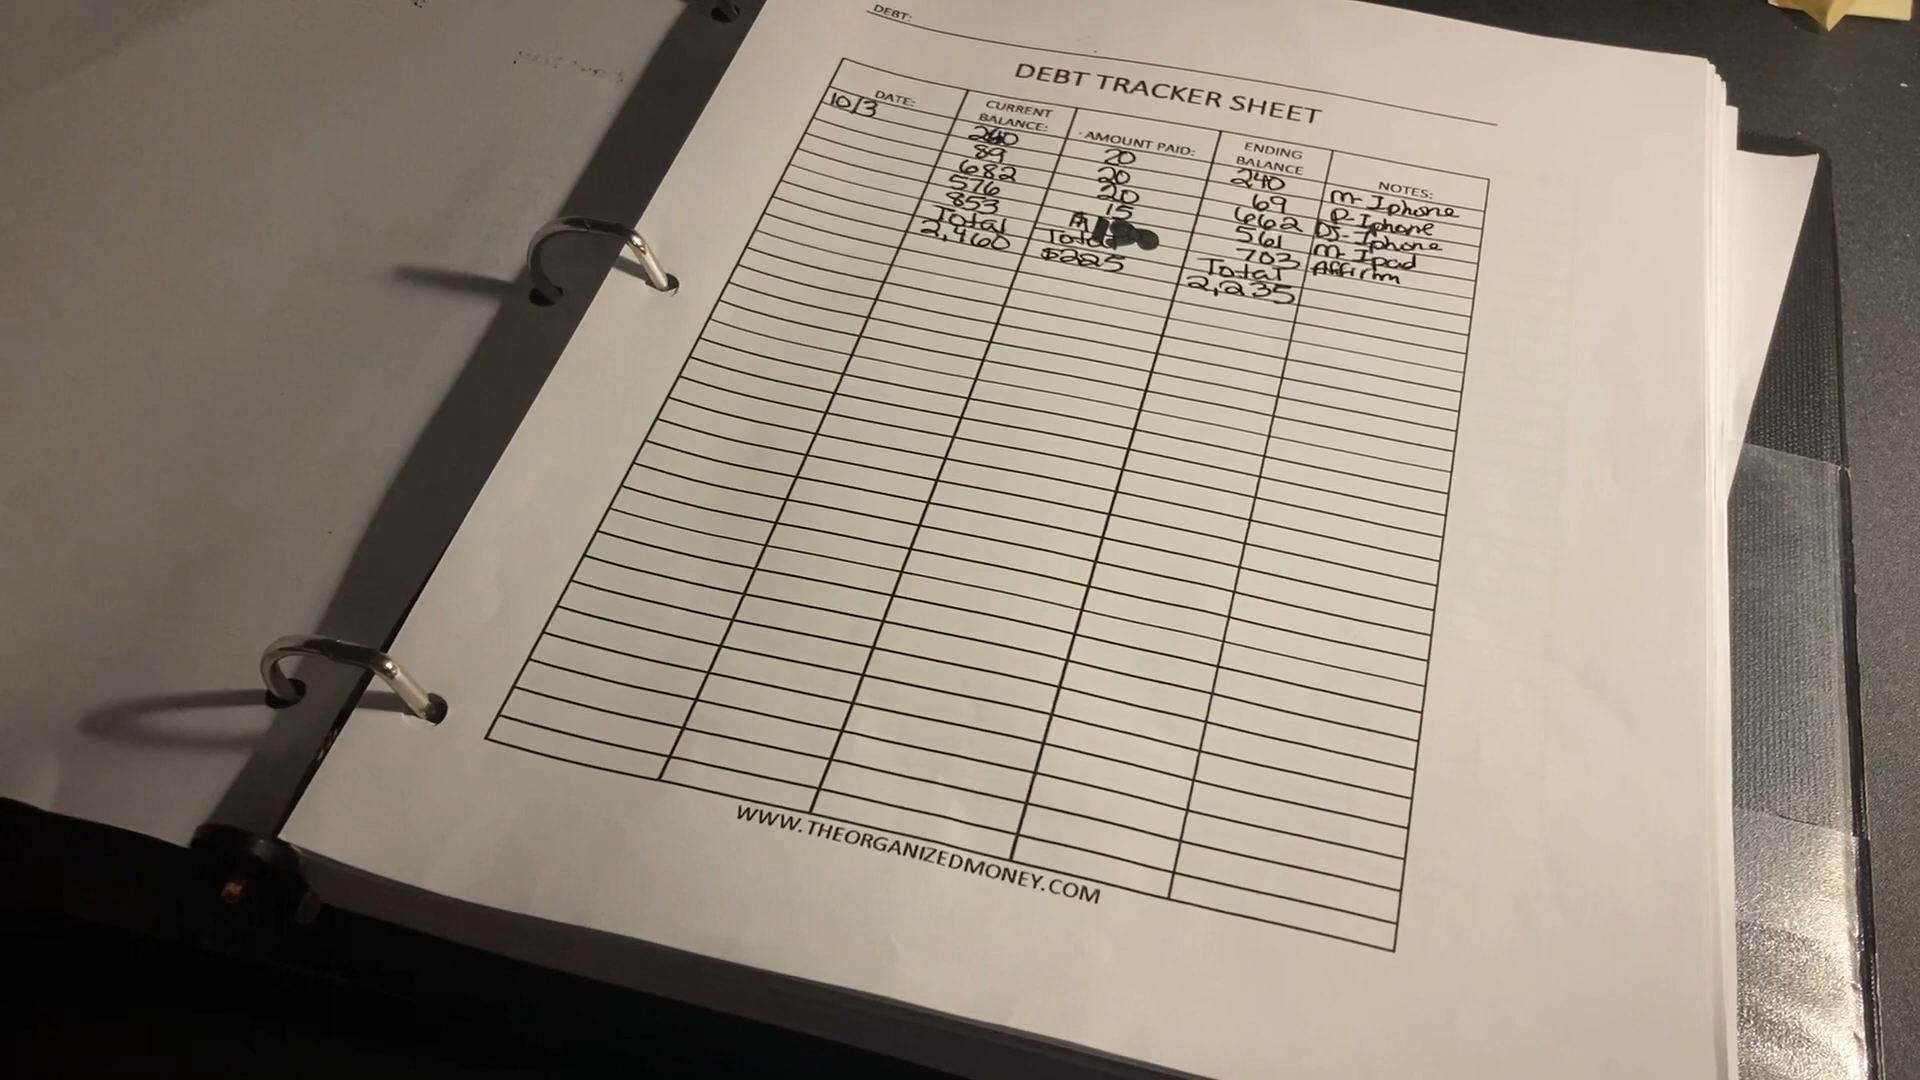 DEBT:
DEBT TRACKER SHEET
DATE: CURRENT BALANCE: AMOUNT PAID: ENDING BALANCE NOTES:
10/3 20 240 M- Iphone
89 20 69 P- Iphone
682 20 662 DJ- Iphone
576 15 561 M- Ipad
853 703 Affirm
Total Total Total
2,460 $225 2,235
WWW.THEORGANIZEDMONEY.COM